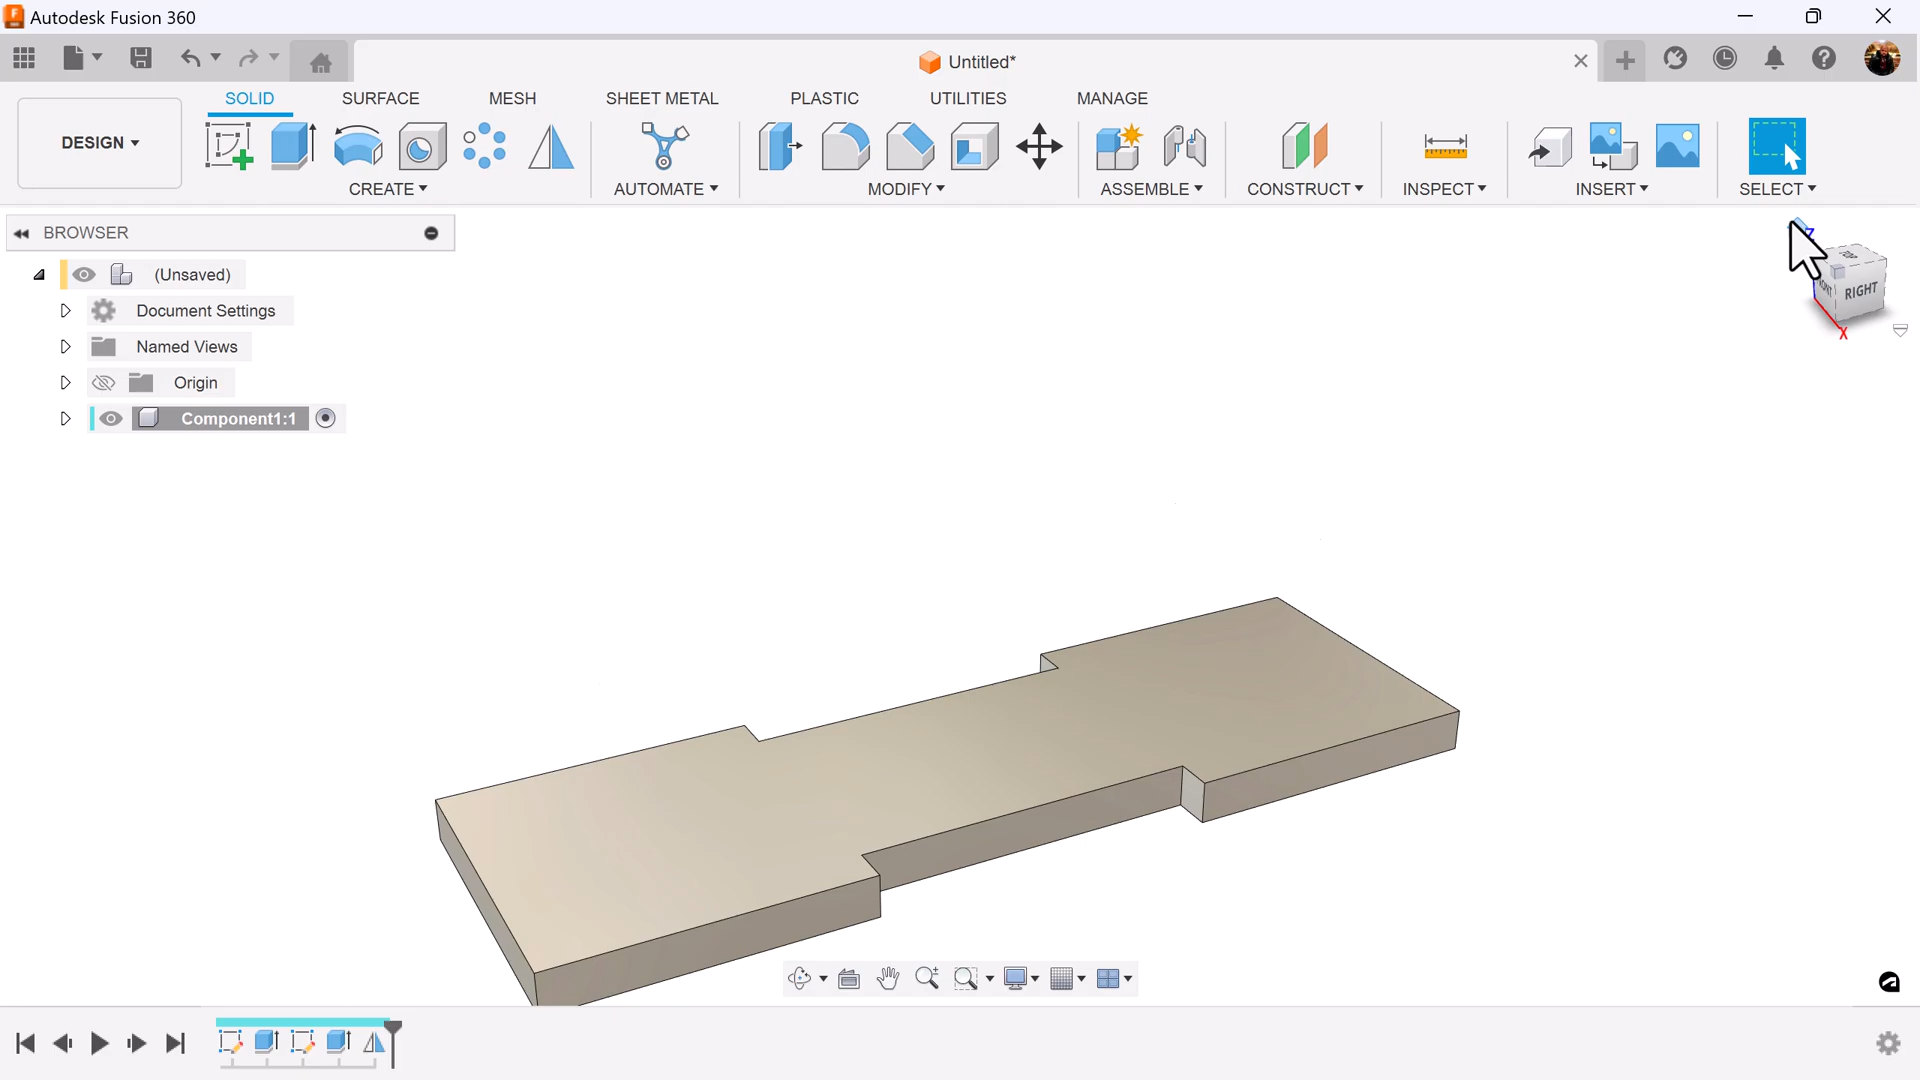 Autodesk Fusion 360
Untitled*
SOLID SURFACE MESH SHEET METAL PLASTIC UTILITIES MANAGE
DESIGN
CREATE AUTOMATE MODIFY ASSEMBLE CONSTRUCT INSPECT INSERT SELECT
BROWSER
(Unsaved)
Document Settings
Named Views
Origin
Component1:1
Z
TOP
RIGHT
X